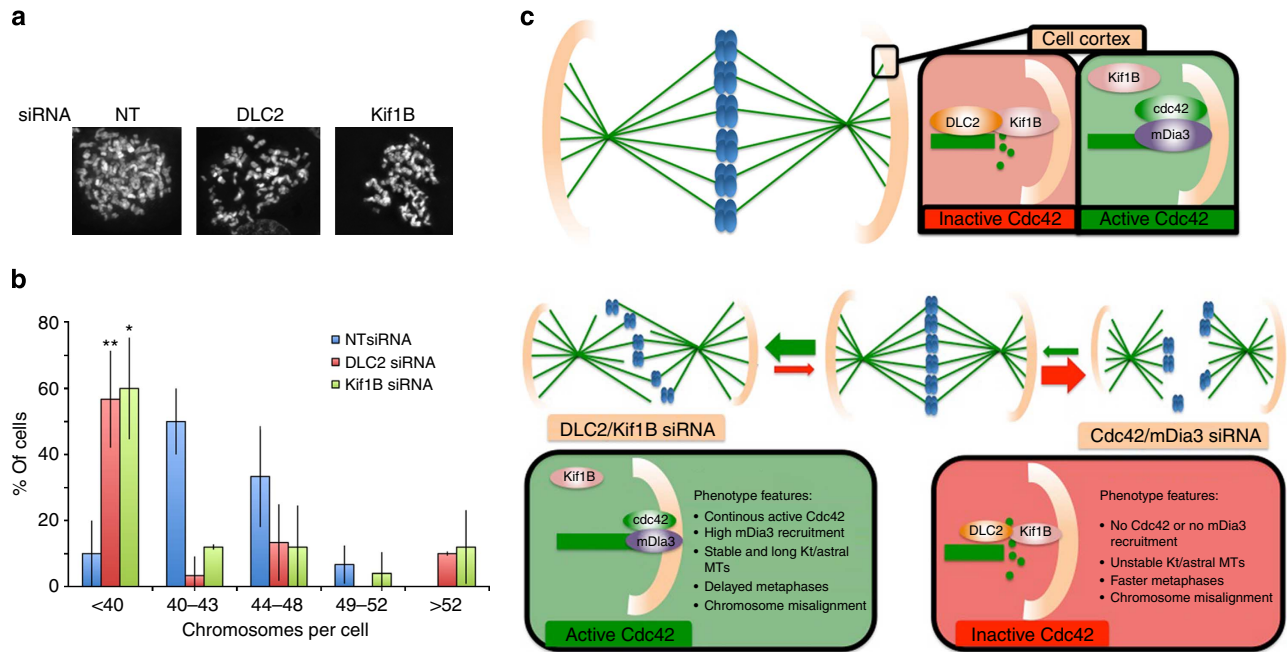 a
siRNA NT DLC2 Kif1B
b
80
60
40
20
0
% Of cells
** *
NTsiRNA
DLC2 siRNA
Kif1B siRNA
<40 40–43 44–48 49–52 >52
Chromosomes per cell
c
Cell cortex
DLC2 Kif1B
Inactive Cdc42
Kif1B
cdc42
mDia3
Active Cdc42
DLC2/Kif1B siRNA
Cdc42/mDia3 siRNA
Kif1B
cdc42
mDIa3
Phenotype features:
• Continous active Cdc42
• High mDia3 recruitment
• Stable and long Kt/astral
MTs
• Delayed metaphases
• Chromosome misalignment
Active Cdc42
DLC2 Kif1B
Phenotype features:
• No Cdc42 or no mDia3
recruitment
• Unstable Kt/astral MTs
• Faster metaphases
• Chromosome misalignment
Inactive Cdc42